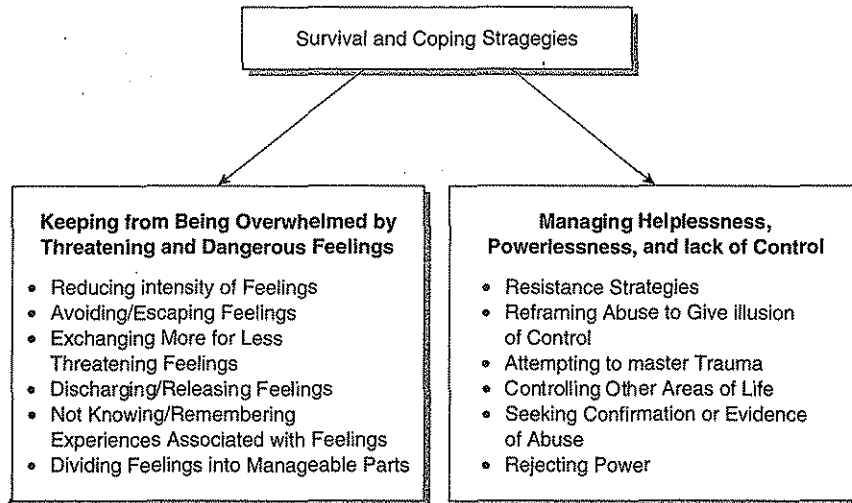 Survival and Coping Stragegies
Keeping from Being Overwhelmed by
Threatening and Dangerous Feelings
• Reducing intensity of Feelings
• Avoiding/Escaping Feelings
• Exchanging More for Less
Threatening Feelings
• Discharging/Releasing Feelings
• Not Knowing/Remembering
Experiences Associated with Feelings
• Dividing Feelings into Manageable Parts
Managing Helplessness,
Powerlessness, and lack of Control
• Resistance Strategies
• Reframing Abuse to Give illusion
of Control
• Attempting to master Trauma
• Controlling Other Areas of Life
• Seeking Confirmation or Evidence
of Abuse
• Rejecting Power